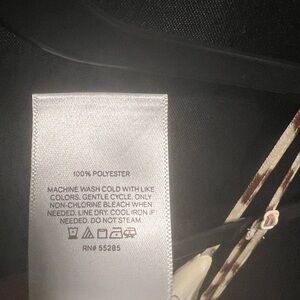 100% POLYESTER
MACHINE WASH COLD WITH LIKE
COLORS. GENTLE CYCLE. ONLY
NON-CHLORINE BLEACH WHEN
NEEDED. LINE DRY. COOL IRON IF
NEEDED. DO NOT STEAM.
RN# 55285